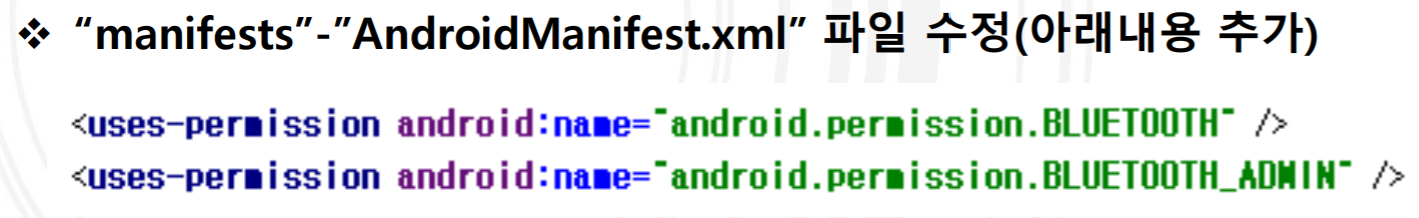 ❖ “manifests”-”AndroidManifest.xml” 파일 수정(아래내용 추가)
<uses-permission android:name="android.permission.BLUETOOTH" />
<uses-permission android:name="android.permission.BLUETOOTH_ADMIN" />